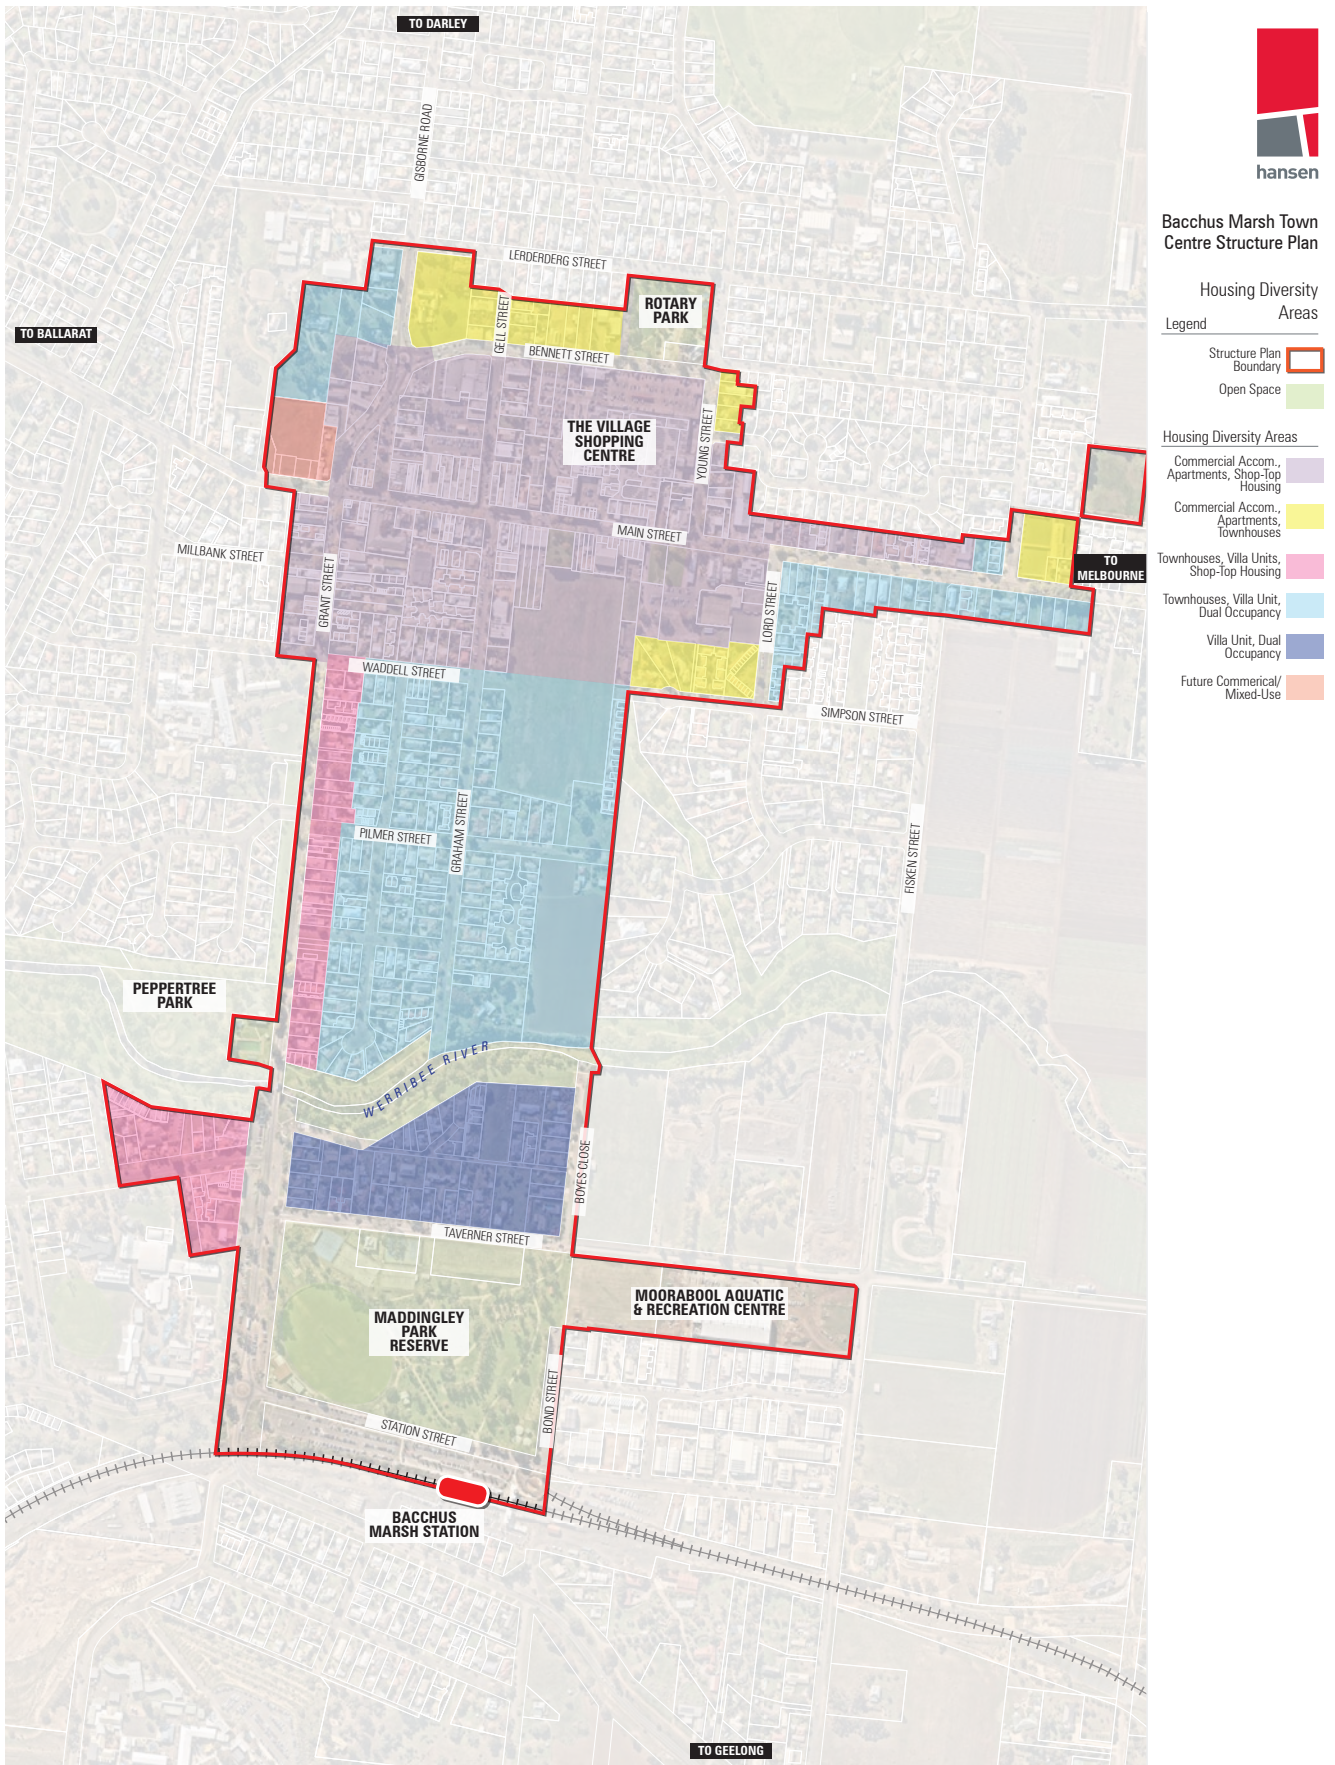 TO DARLEY
GISBORNE ROAD
LERDERDERG STREET
ROTARY
PARK
TO BALLARAT
GELL STREET
BENNETT STREET
THE VILLAGE
SHOPPING
CENTRE
YOUNG STREET
MAIN STREET
MILLBANK STREET
GRANT STREET
TO
MELBOURNE
LORD STREET
WADDELL STREET
SIMPSON STREET
PILMER STREET
GRAHAM STREET
FISKEN STREET
PEPPERTREE
PARK
WERRIBEE RIVER
BOYES CLOSE
TAVERNER STREET
MOORABOOL AQUATIC
& RECREATION CENTRE
MADDINGLEY
PARK
RESERVE
BOND STREET
STATION STREET
BACCHUS
MARSH STATION
TO GEELONG
hansen
Bacchus Marsh Town
Centre Structure Plan
Housing Diversity
Areas
Legend
Structure Plan
Boundary
Open Space
Housing Diversity Areas
Commercial Accom.,
Apartments, Shop-Top
Housing
Commercial Accom.,
Apartments,
Townhouses
Townhouses, Villa Units,
Shop-Top Housing
Townhouses, Villa Unit,
Dual Occupancy
Villa Unit, Dual
Occupancy
Future Commerical/
Mixed-Use